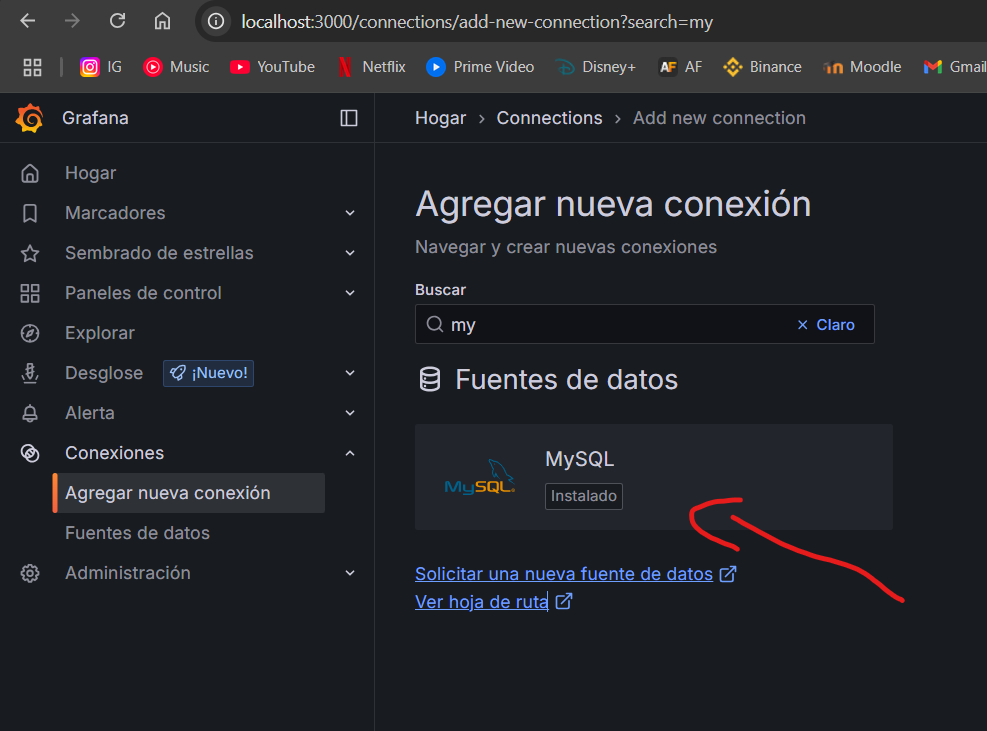 localhost:3000/connections/add-new-connection?search=my
IG Music YouTube Netflix Prime Video Disney+ AF AF Binance Moodle Gmail
Grafana
Hogar › Connections › Add new connection
Hogar
Marcadores
Sembrado de estrellas
Paneles de control
Explorar
Desglose ¡Nuevo!
Alerta
Conexiones
Agregar nueva conexión
Fuentes de datos
Administración
Agregar nueva conexión
Navegar y crear nuevas conexiones
Buscar
my × Claro
Fuentes de datos
MySQL
MySQL
Instalado
Solicitar una nueva fuente de datos
Ver hoja de ruta